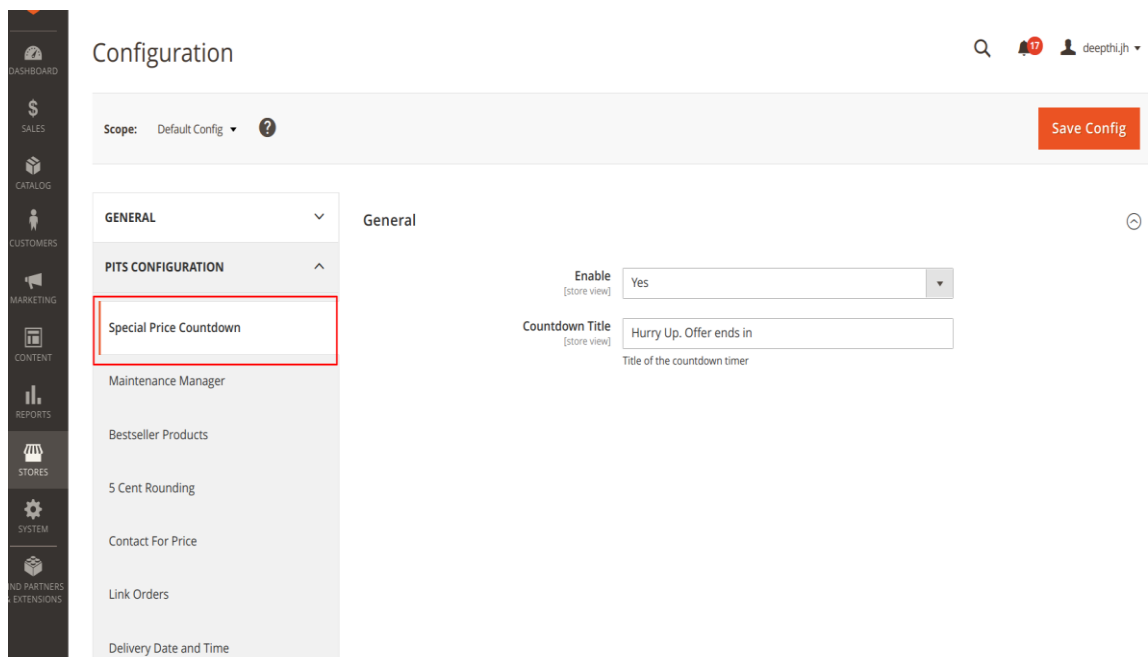 Configuration
17
deepthi.jh
DASHBOARD
SALES
CATALOG
CUSTOMERS
MARKETING
CONTENT
REPORTS
STORES
SYSTEM
IND PARTNERS
& EXTENSIONS
Scope: Default Config ?
Save Config
GENERAL
PITS CONFIGURATION
Special Price Countdown
Maintenance Manager
Bestseller Products
5 Cent Rounding
Contact For Price
Link Orders
Delivery Date and Time
General
Enable
[store view]
Yes
Countdown Title
[store view]
Hurry Up. Offer ends in
Title of the countdown timer